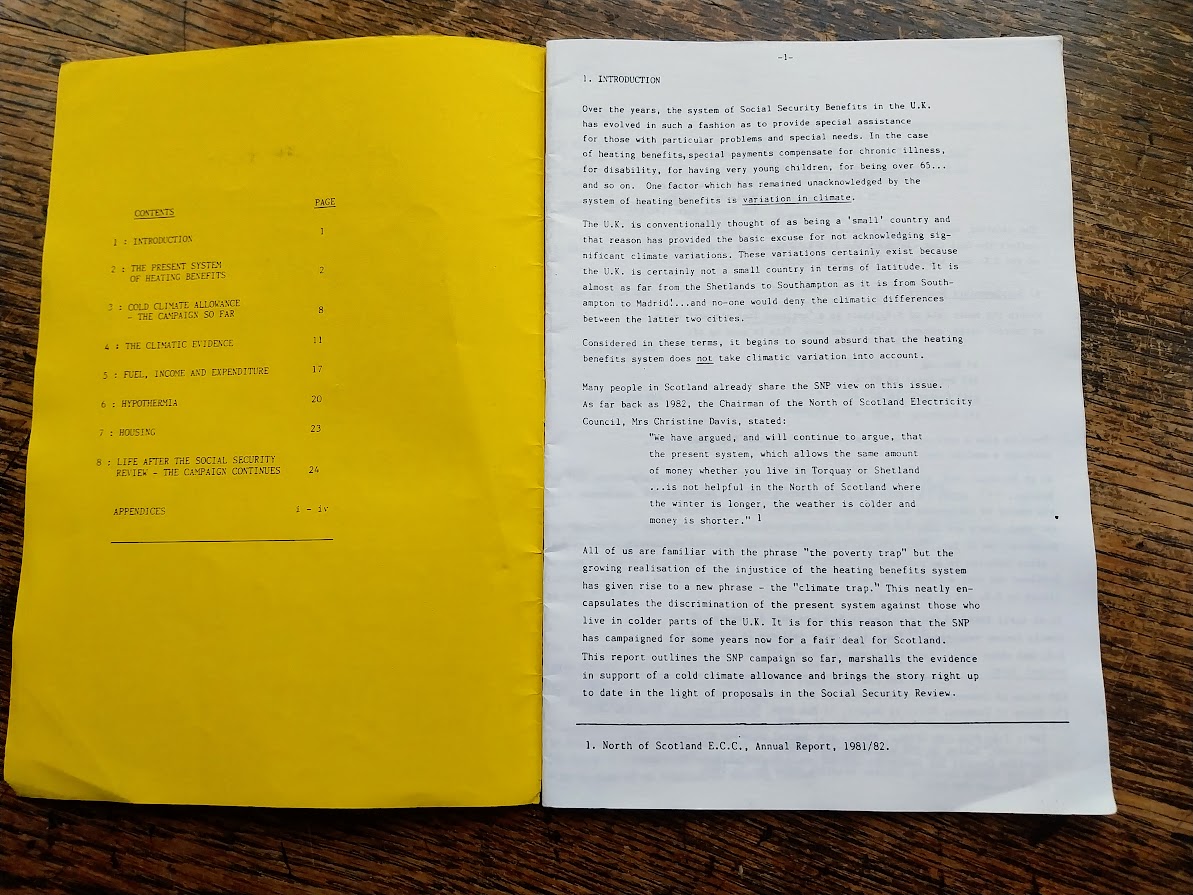 CONTENTS PAGE
1 : INTRODUCTION 1
2 : THE PRESENT SYSTEM
OF HEATING BENEFITS 2
3 : COLD CLIMATE ALLOWANCE
- THE CAMPAIGN SO FAR 8
4 : THE CLIMATIC EVIDENCE 11
5 : FUEL, INCOME AND EXPENDITURE 17
6 : HYPOTHERMIA 20
7 : HOUSING 23
8 : LIFE AFTER THE SOCIAL SECURITY
REVIEW - THE CAMPAIGN CONTINUES 24
APPENDICES i - iv
-1-
1. INTRODUCTION
Over the years, the system of Social Security Benefits in the U.K.
has evolved in such a fashion as to provide special assistance
for those with particular problems and special needs. In the case
of heating benefits, special payments compensate for chronic illness,
for disability, for having very young children, for being over 65...
and so on. One factor which has remained unacknowledged by the
system of heating benefits is variation in climate.
The U.K. is conventionally thought of as being a 'small' country and
that reason has provided the basic excuse for not acknowledging sig-
nificant climate variations. These variations certainly exist because
the U.K. is certainly not a small country in terms of latitude. It is
almost as far from the Shetlands to Southampton as it is from South-
ampton to Madrid!...and no-one would deny the climatic differences
between the latter two cities.
Considered in these terms, it begins to sound absurd that the heating
benefits system does not take climatic variation into account.
Many people in Scotland already share the SNP view on this issue.
As far back as 1982, the Chairman of the North of Scotland Electricity
Council, Mrs Christine Davis, stated:
"We have argued, and will continue to argue, that
the present system, which allows the same amount
of money whether you live in Torquay or Shetland
...is not helpful in the North of Scotland where
the winter is longer, the weather is colder and
money is shorter." 1
All of us are familiar with the phrase "the poverty trap" but the
growing realisation of the injustice of the heating benefits system
has given rise to a new phrase - the "climate trap." This neatly en-
capsulates the discrimination of the present system against those who
live in colder parts of the U.K. It is for this reason that the SNP
has campaigned for some years now for a fair deal for Scotland.
This report outlines the SNP campaign so far, marshalls the evidence
in support of a cold climate allowance and brings the story right up
to date in the light of proposals in the Social Security Review.
1. North of Scotland E.C.C., Annual Report, 1981/82.